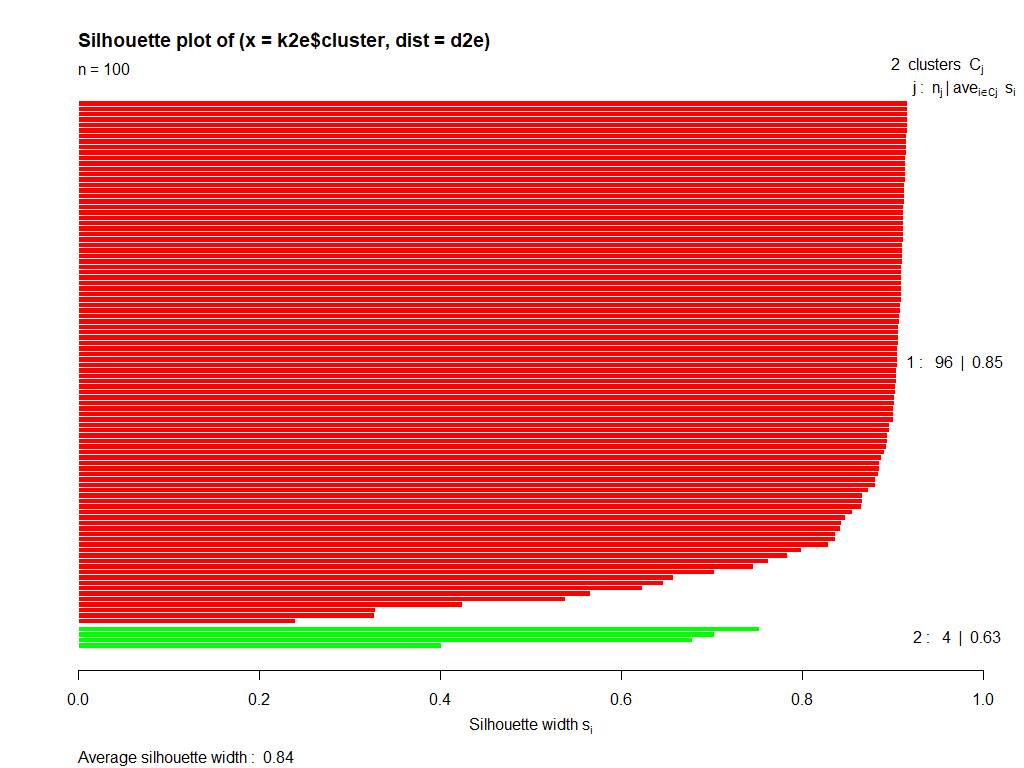 Silhouette plot of (x = k2e$cluster, dist = d2e)
n = 100
2 clusters Cj
j : nj | avei∈Cj si
1 : 96 | 0.85
2 : 4 | 0.63
0.0 0.2 0.4 0.6 0.8 1.0
Silhouette width si
Average silhouette width : 0.84